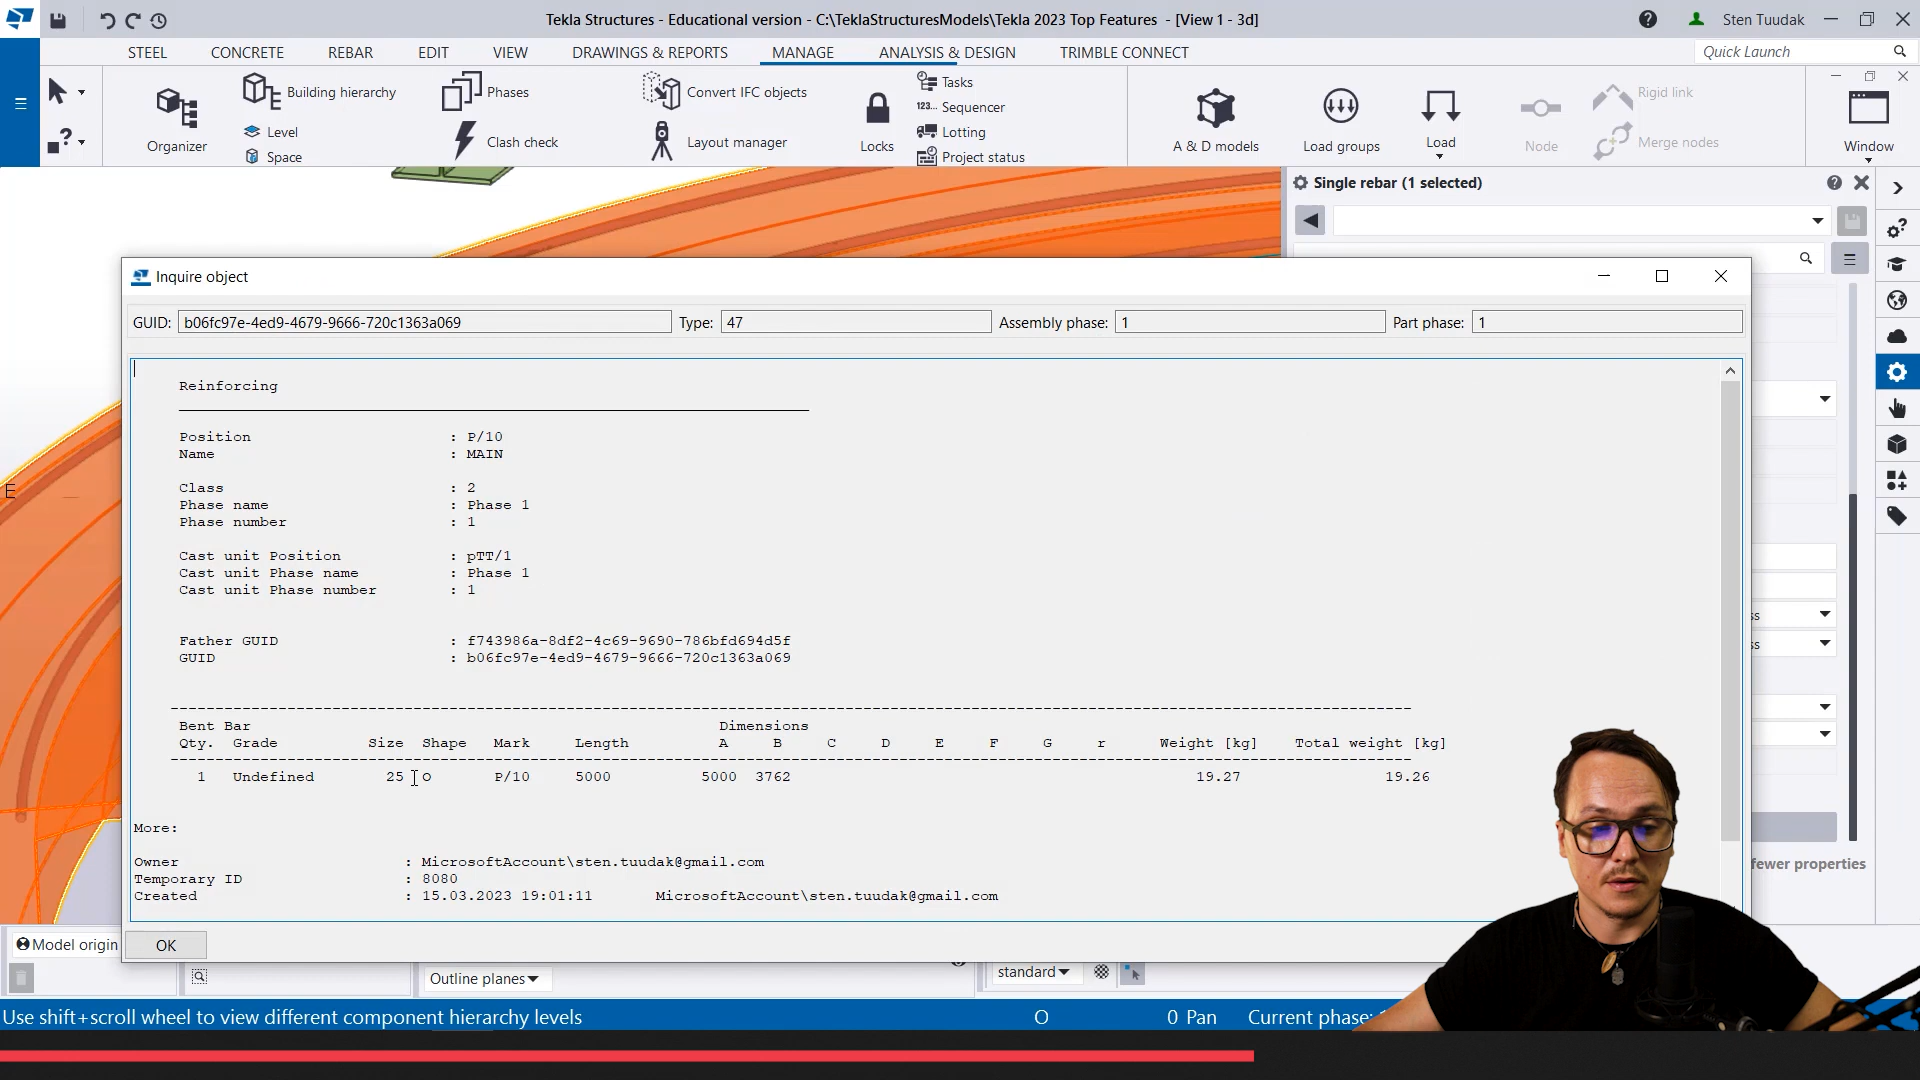 Tekla Structures - Educational version - C:\TeklaStructuresModels\Tekla 2023 Top Features - [View 1 - 3d]
Sten Tuudak
STEEL CONCRETE REBAR EDIT VIEW DRAWINGS & REPORTS MANAGE ANALYSIS & DESIGN TRIMBLE CONNECT
Quick Launch
Organizer
Building hierarchy
Level
Space
Phases
Clash check
Convert IFC objects
Layout manager
Locks
Tasks
123... Sequencer
Lotting
Project status
A & D models
Load groups
Load
Node
Rigid link
Merge nodes
Window
Single rebar (1 selected)
Inquire object
GUID: b06fc97e-4ed9-4679-9666-720c1363a069 Type: 47 Assembly phase: 1 Part phase: 1
Reinforcing
Position : P/10
Name : MAIN
Class : 2
Phase name : Phase 1
Phase number : 1
Cast unit Position : pTT/1
Cast unit Phase name : Phase 1
Cast unit Phase number : 1
Father GUID : f743986a-8df2-4c69-9690-786bfd694d5f
GUID : b06fc97e-4ed9-4679-9666-720c1363a069
Bent Bar Dimensions
Qty. Grade Size Shape Mark Length A B C D E F G r Weight [kg] Total weight [kg]
1 Undefined 25 O P/10 5000 5000 3762 19.27 19.26
More:
Owner : MicrosoftAccount\sten.tuudak@gmail.com
Temporary ID : 8080
Created : 15.03.2023 19:01:11 MicrosoftAccount\sten.tuudak@gmail.com
OK
E
ss
ss
fewer properties
Model origin
Outline planes
standard
Use shift+scroll wheel to view different component hierarchy levels
O
0 Pan
Current phase: